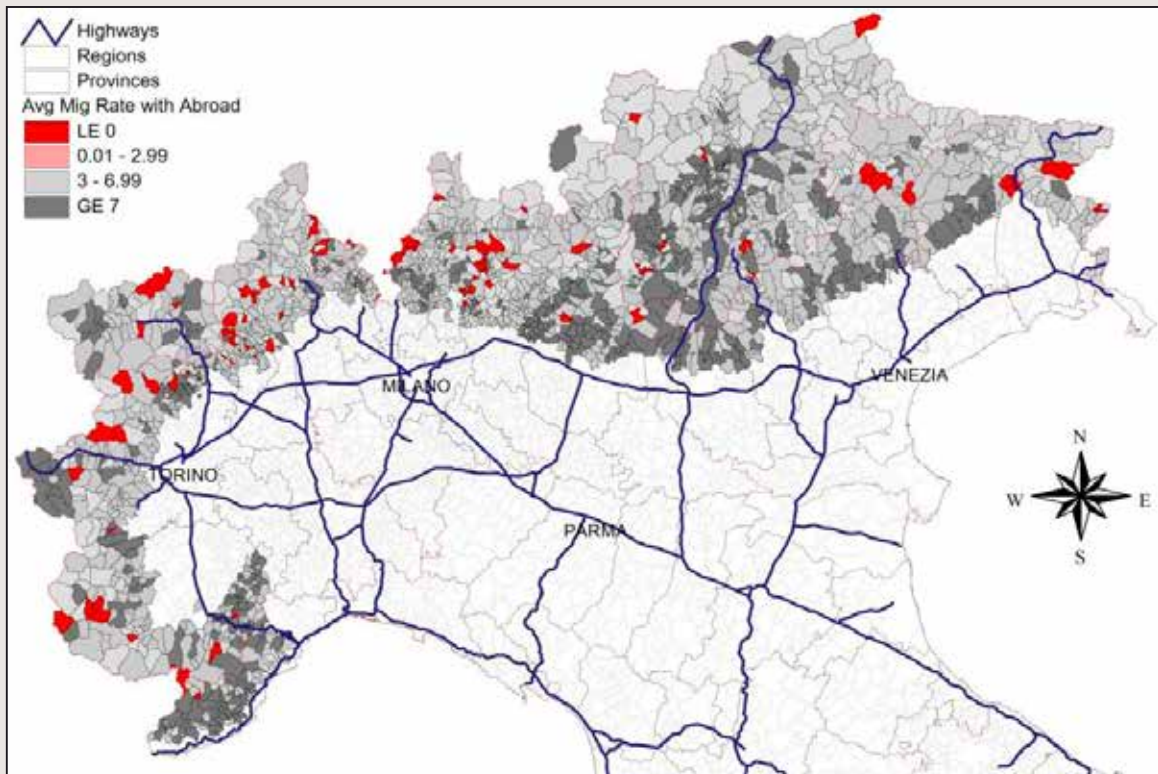 Highways
Regions
Provinces
Avg Mig Rate with Abroad
LE 0
0.01 - 2.99
3 - 6.99
GE 7
MILANO
VENEZIA
TORINO
PARMA
N
W
E
S